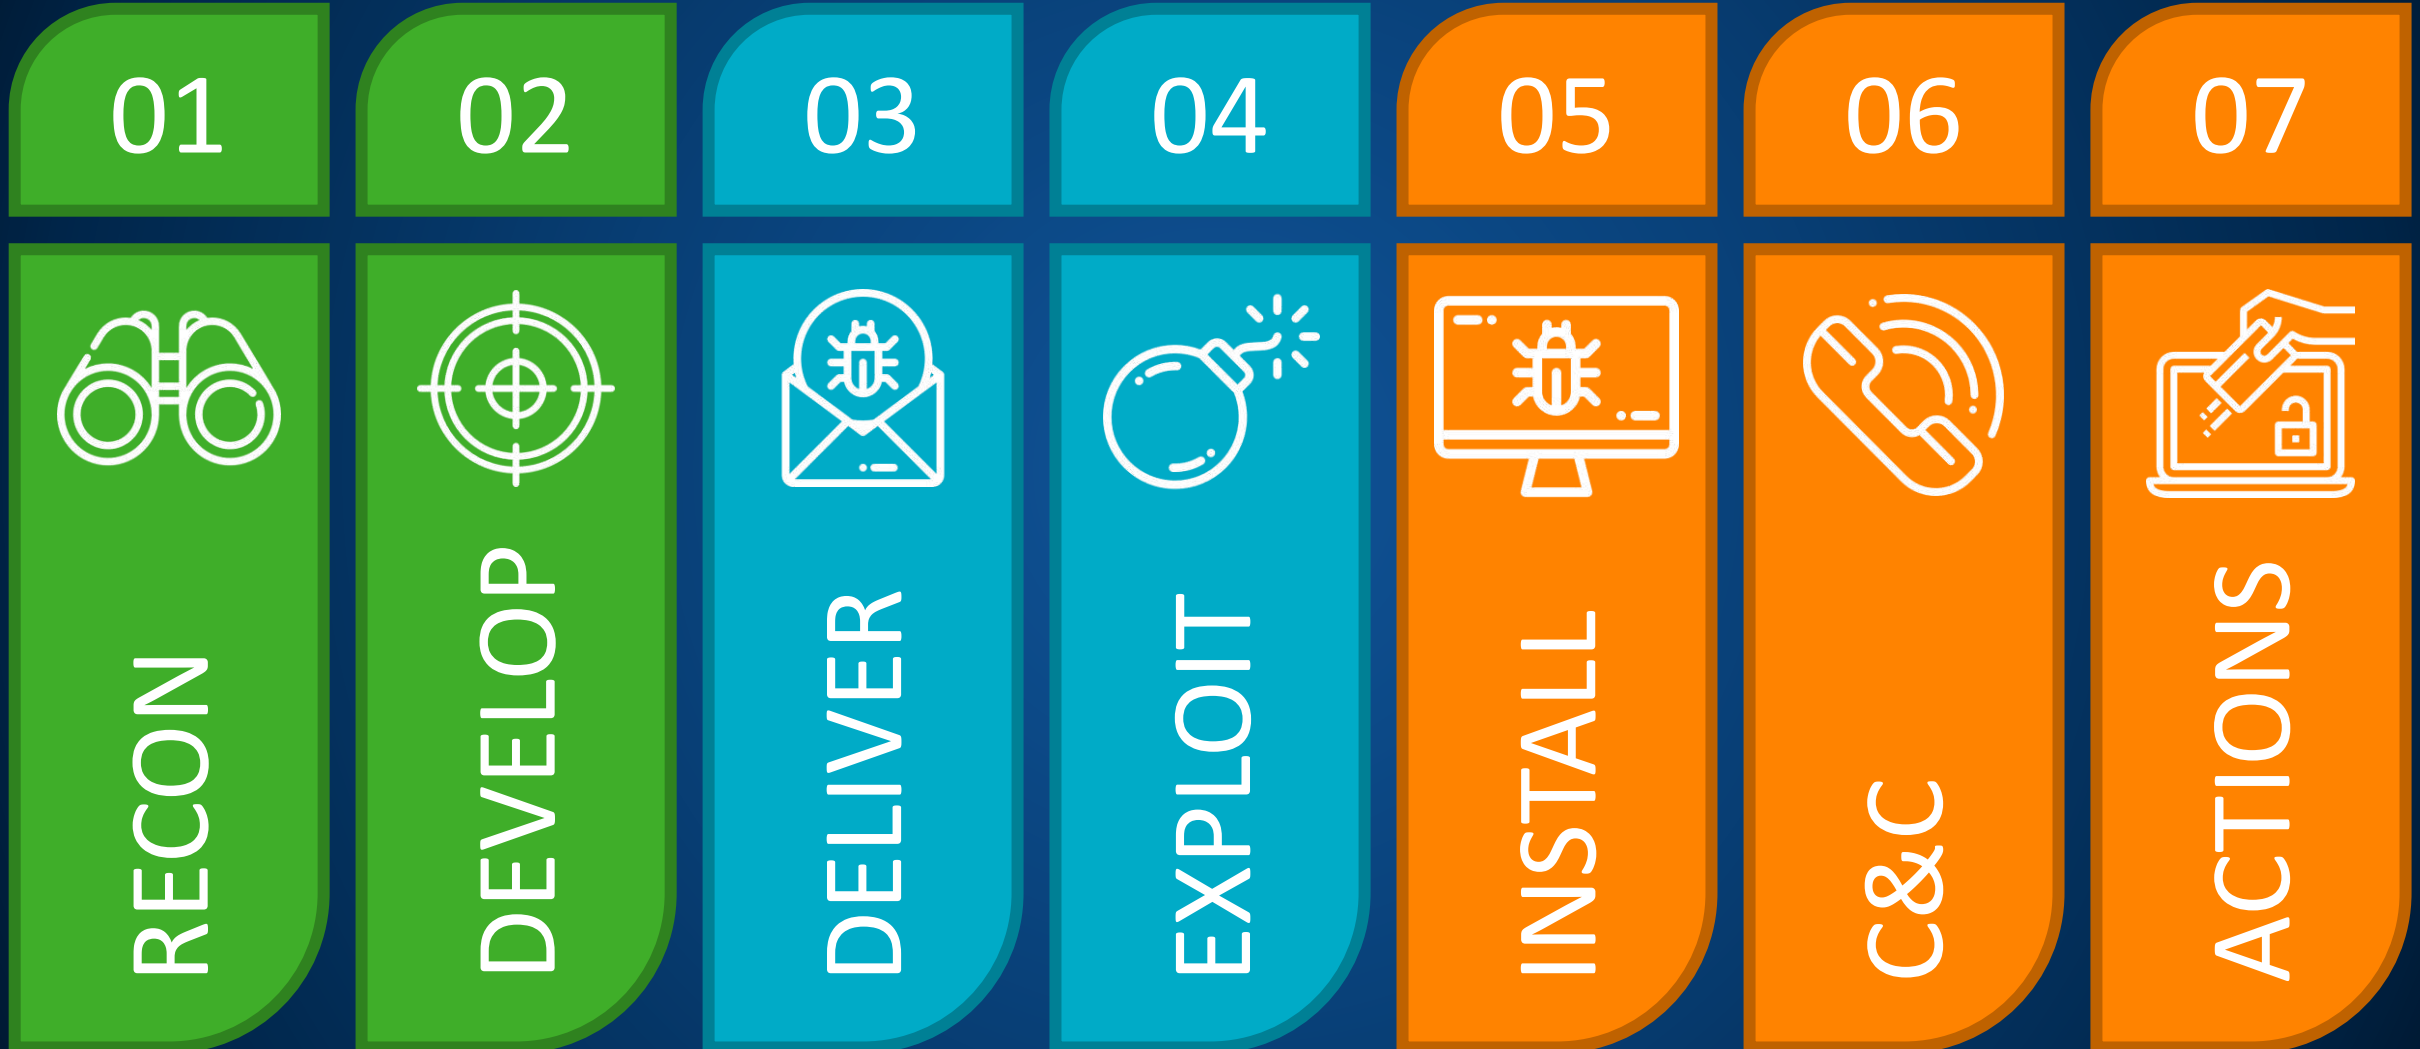 01
02
03
04
05
06
07
RECON
DEVELOP
DELIVER
EXPLOIT
INSTALL
C&C
ACTIONS